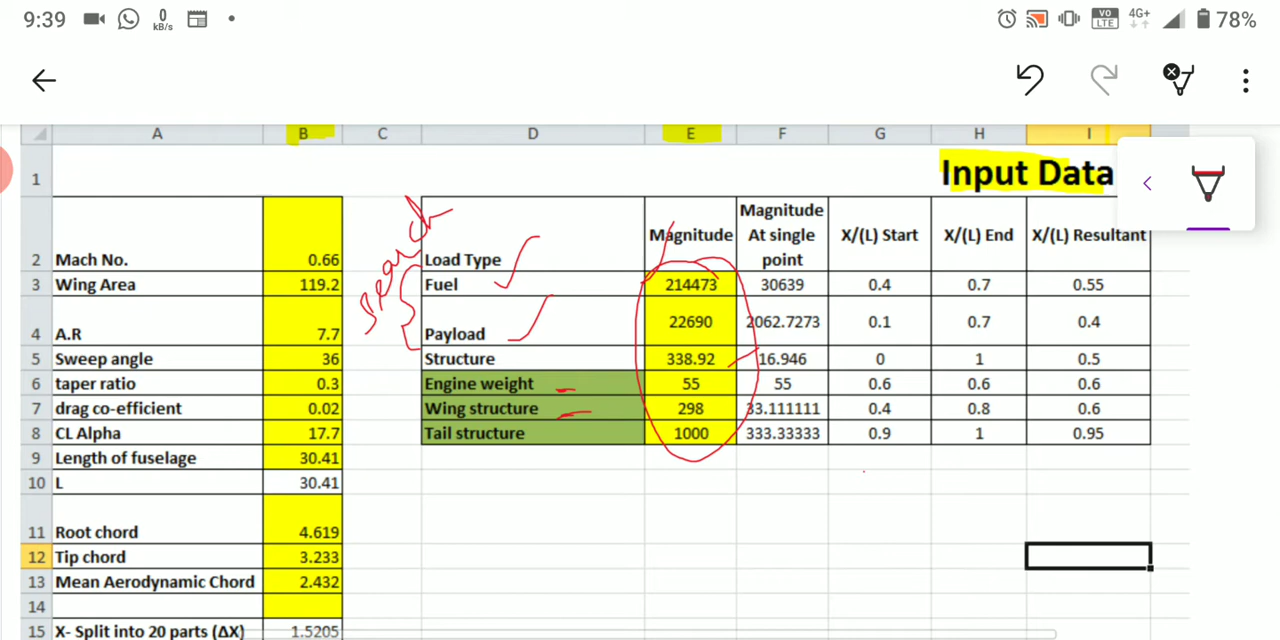 9:39 0 kB/s VO LTE 4G+ 78%
A B C D E F G H I
1 Input Data
2 Mach No. 0.66 Load Type Magnitude Magnitude At single point X/(L) Start X/(L) End X/(L) Resultant
3 Wing Area 119.2 Fuel 214473 30639 0.4 0.7 0.55
4 A.R 7.7 Payload 22690 2062.7273 0.1 0.7 0.4
5 Sweep angle 36 Structure 338.92 16.946 0 1 0.5
6 taper ratio 0.3 Engine weight 55 55 0.6 0.6 0.6
7 drag co-efficient 0.02 Wing structure 298 33.111111 0.4 0.8 0.6
8 CL Alpha 17.7 Tail structure 1000 333.33333 0.9 1 0.95
9 Length of fuselage 30.41
10 L 30.41
11 Root chord 4.619
12 Tip chord 3.233
13 Mean Aerodynamic Chord 2.432
14
15 X- Split into 20 parts (ΔX) 1.5205
search